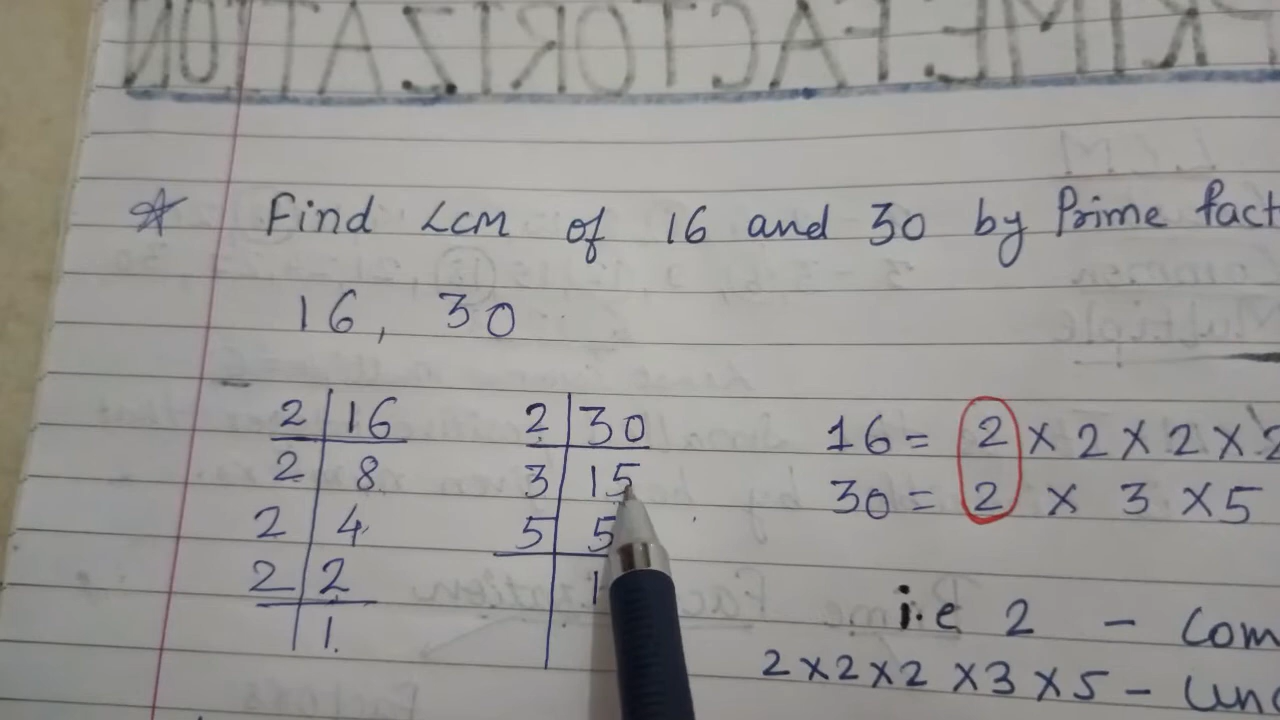 PRIME FACTORIZATION
Find LCM of 16 and 30 by Prime fact
16, 30
2 16
2 8
2 4
2 2
1
2 30
3 15
5 5
1
16 = 2 × 2 × 2 × 2
30 = 2 × 3 × 5
i.e 2 - Com
2×2×2 ×3×5 - Unc